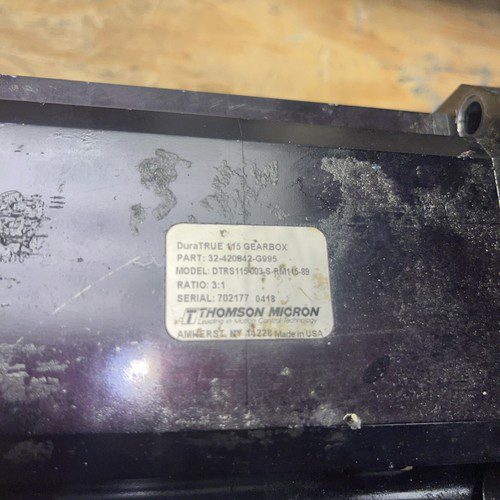 DuraTRUE 115 GEARBOX
PART: 32-420842-G995
MODEL: DTRS115-003-S-RM115-89
RATIO: 3:1
SERIAL: 702177 0418
THOMSON MICRON
Leading in Motion Control Technology
AMHERST, NY 14228 Made in USA